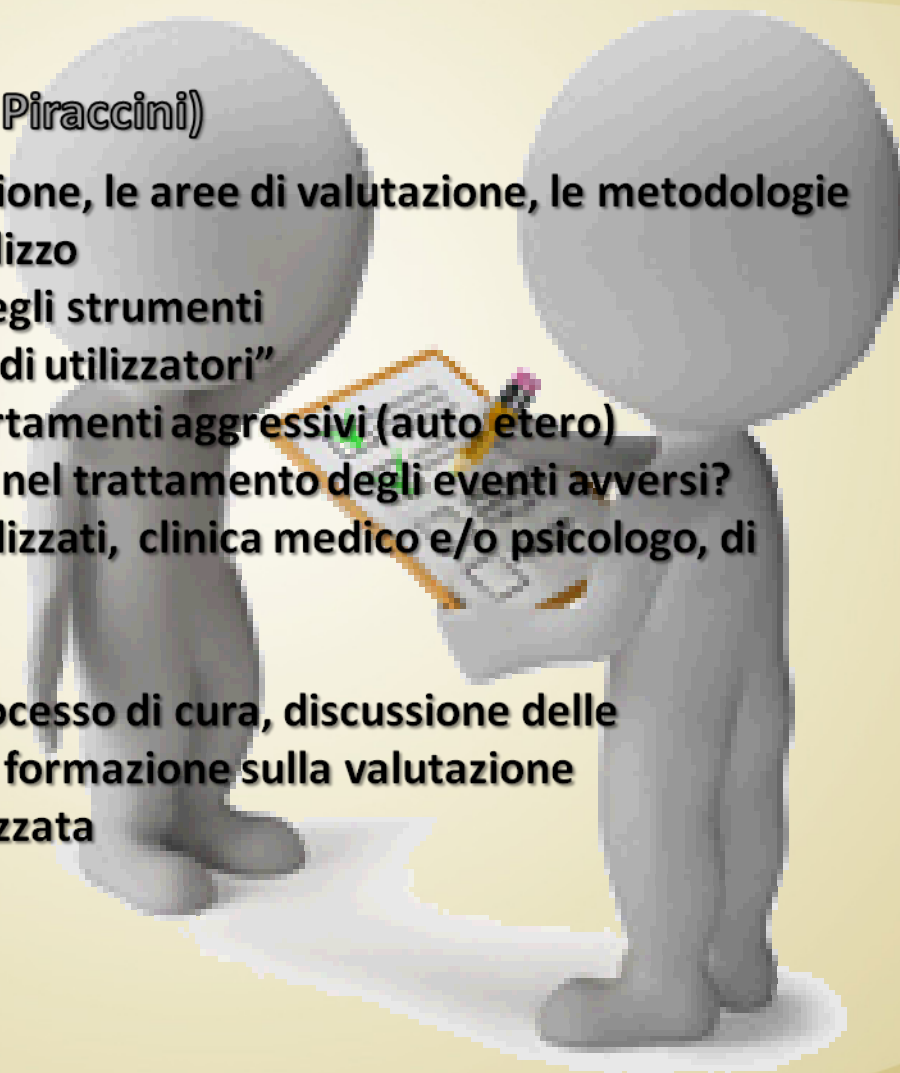 Piraccini)
ione, le aree di valutazione, le metodologie
lizzo
egli strumenti
di utilizzatori”
rtamenti aggressivi (auto etero)
nel trattamento degli eventi avversi?
lizzati, clinica medico e/o psicologo, di
ocesso di cura, discussione delle
formazione sulla valutazione
zzata